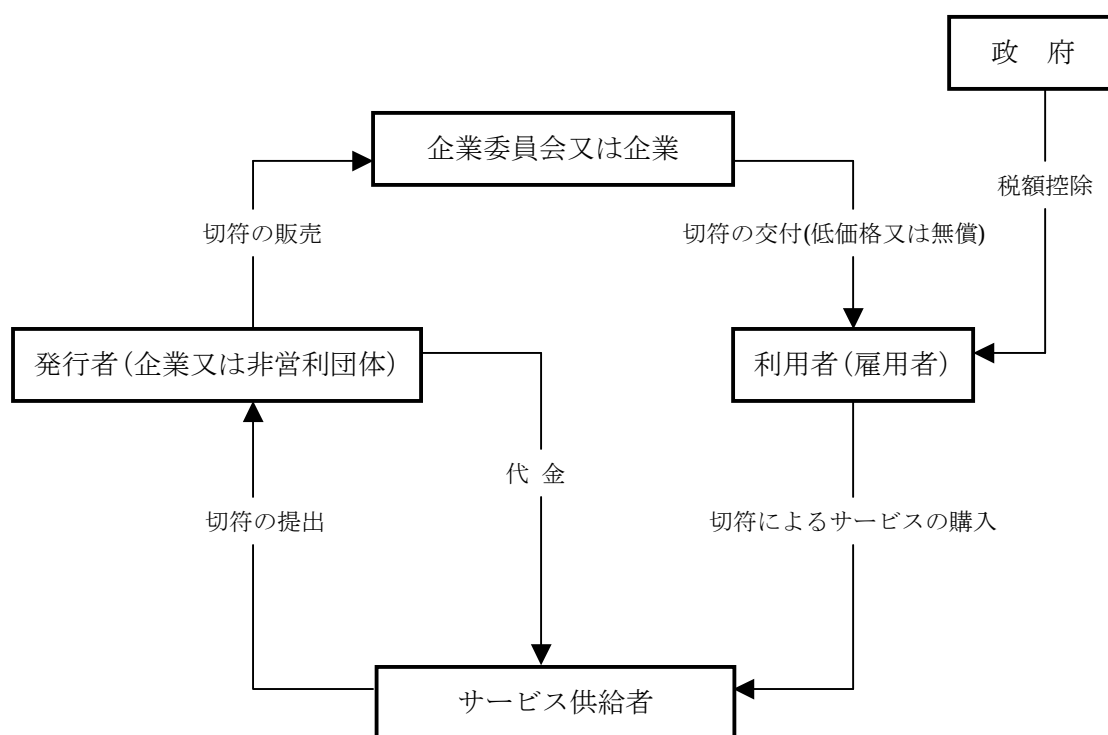 政 府
企業委員会又は企業
税額控除
切符の販売
切符の交付(低価格又は無償)
発行者(企業又は非営利団体)
利用者(雇用者)
代 金
切符の提出
切符によるサービスの購入
サービス供給者